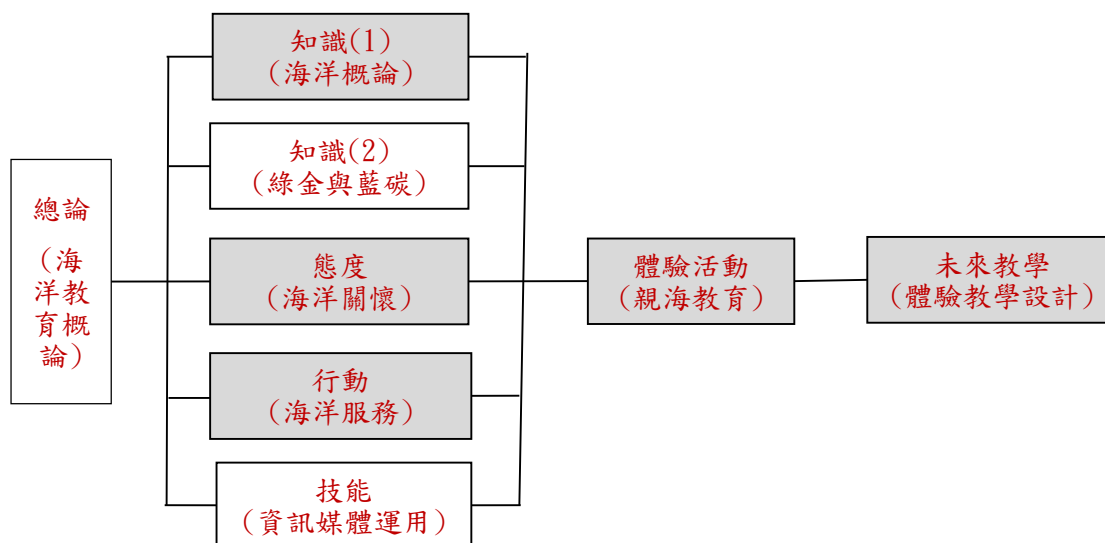 總論
（海
洋教
育概
論）
知識(1)
（海洋概論）
知識(2)
（綠金與藍碳）
態度
（海洋關懷）
行動
（海洋服務）
技能
（資訊媒體運用）
體驗活動
（親海教育）
未來教學
（體驗教學設計）